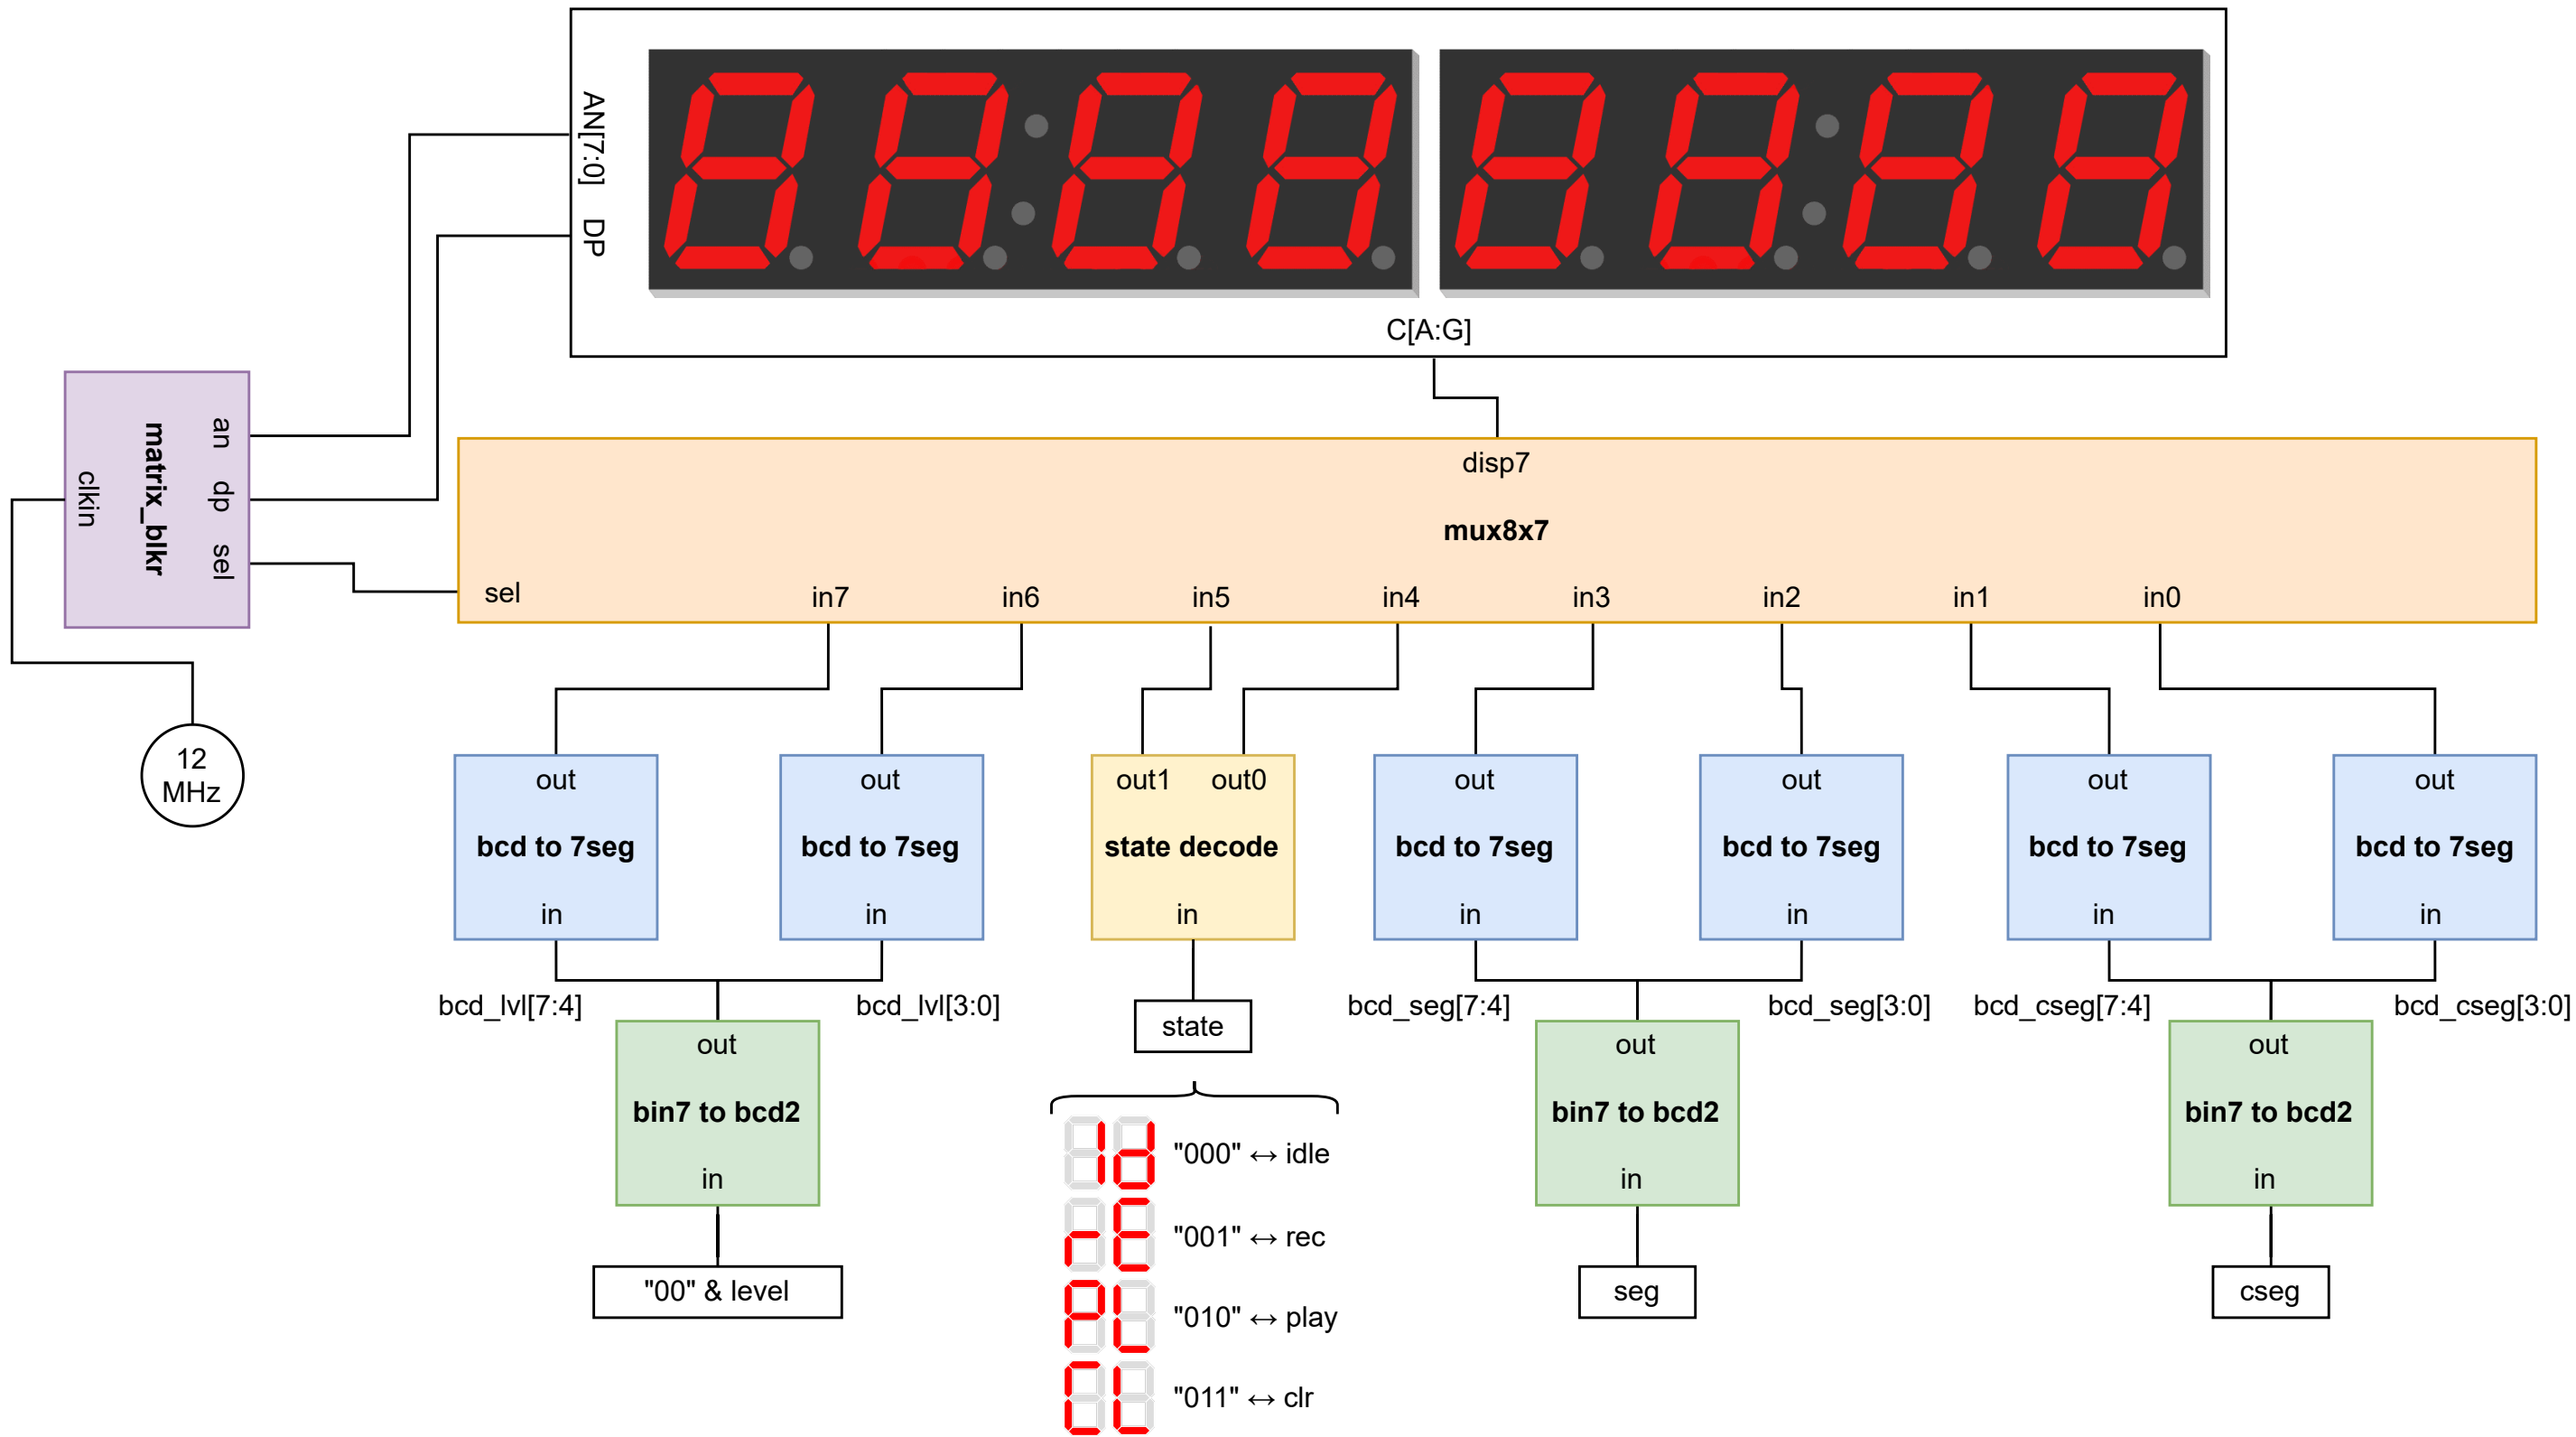 AN[7:0]
DP
C[A:G]
matrix_blkr
clkin
an
dp
sel
12
MHz
disp7
mux8x7
sel
in7
in6
in5
in4
in3
in2
in1
in0
out
bcd to 7seg
in
out
bcd to 7seg
in
out1
out0
state decode
in
out
bcd to 7seg
in
out
bcd to 7seg
in
out
bcd to 7seg
in
out
bcd to 7seg
in
bcd_lvl[7:4]
bcd_lvl[3:0]
state
bcd_seg[7:4]
bcd_seg[3:0]
bcd_cseg[7:4]
bcd_cseg[3:0]
out
bin7 to bcd2
in
out
bin7 to bcd2
in
out
bin7 to bcd2
in
"00" & level
Id "000" ↔ idle
rE "001" ↔ rec
PL "010" ↔ play
CL "011" ↔ clr
seg
cseg